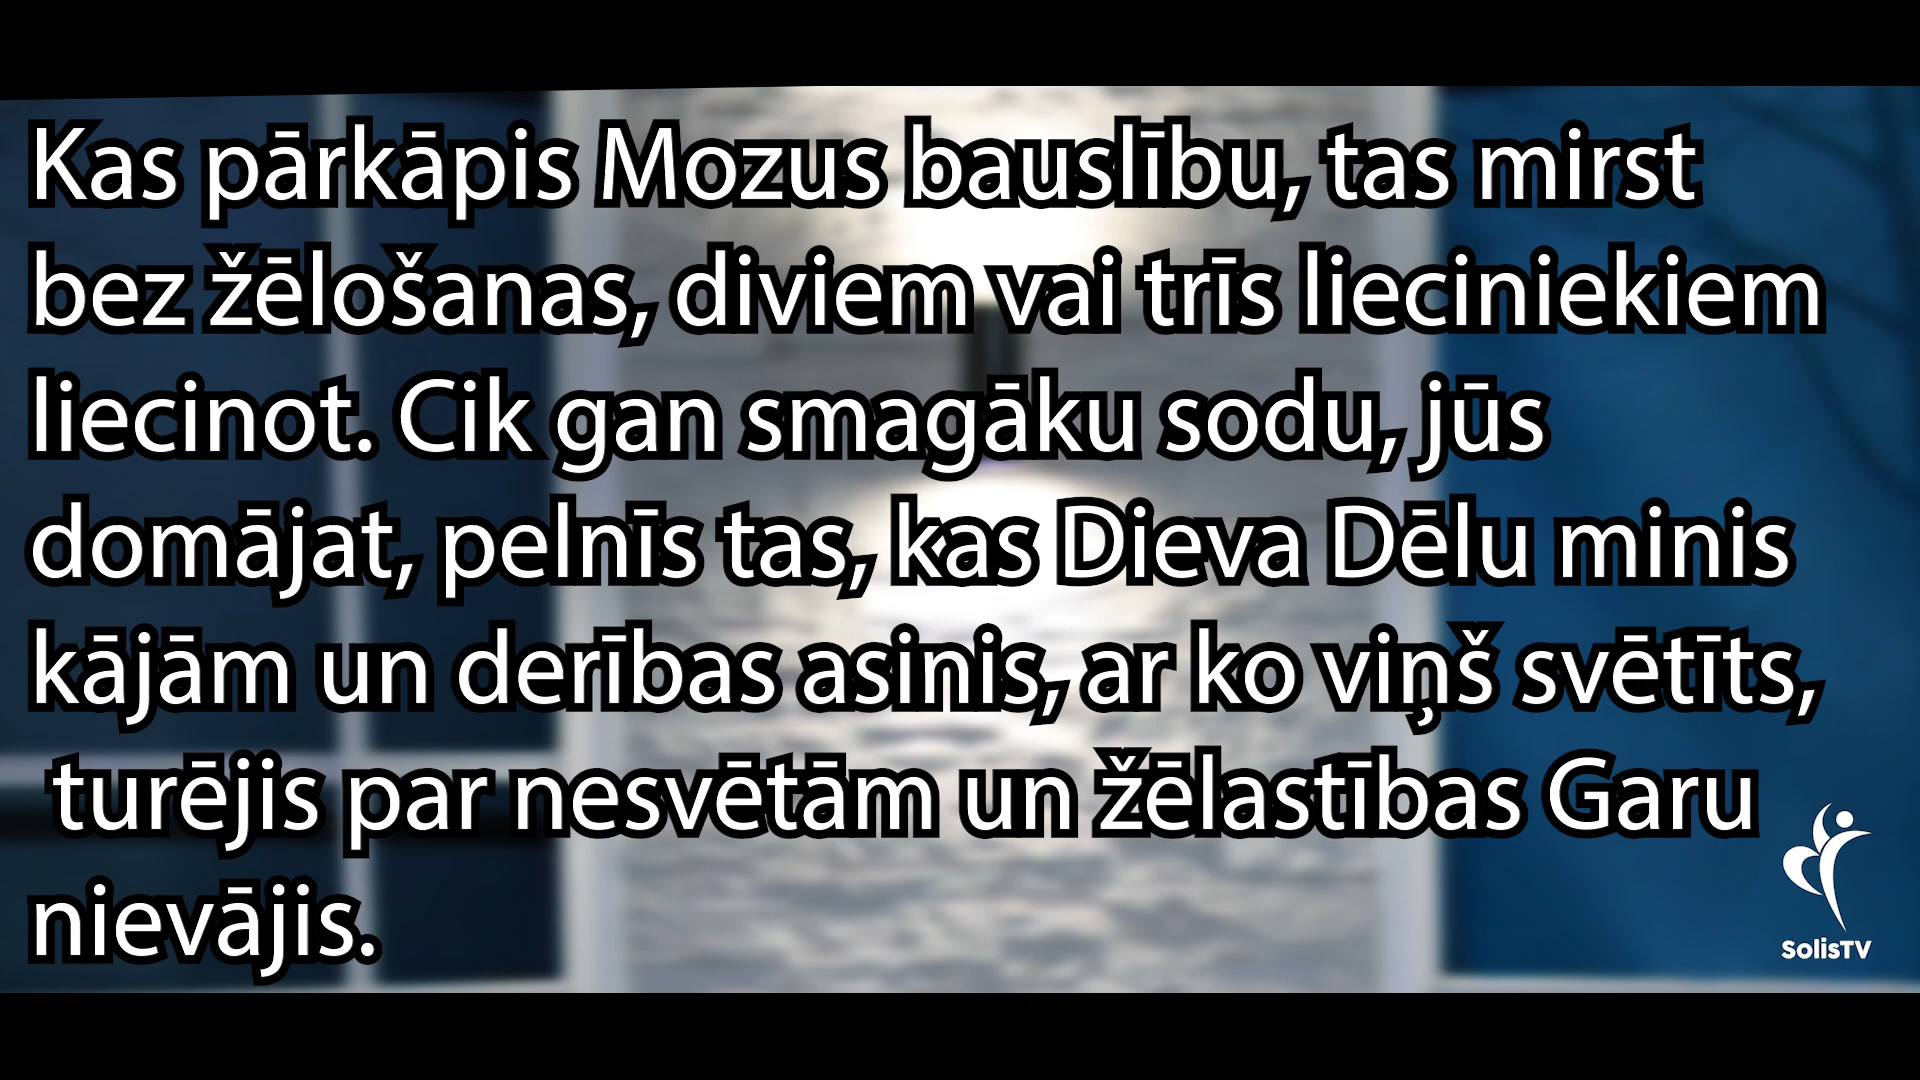 Kas pārkāpis Mozus bauslību, tas mirst
bez žēlošanas, diviem vai trīs lieciniekiem
liecinot. Cik gan smagāku sodu, jūs
domājat, pelnīs tas, kas Dieva Dēlu minis
kājām un derības asinis, ar ko viņš svētīts,
turējis par nesvētām un žēlastības Garu
nievājis.
SolisTV